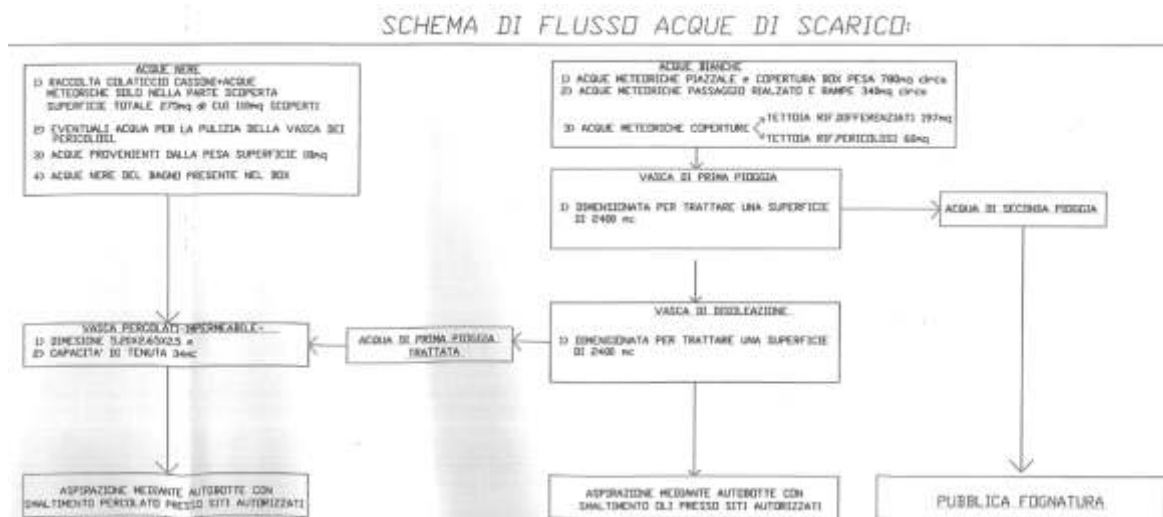 SCHEMA DI FLUSSO ACQUE DI SCARICO:
ACQUE NERE
1) RACCOLTA COLATICCIO CASSONI+ACQUE
METEORICHE SOLO NELLA PARTE SCOPERTA
SUPERFICIE TOTALE 275mq di CUI 110mq SCOPERTI
2) EVENTUALI ACQUA PER LA PULIZIA DELLA VASCA DEI
PERICOLOSI.
3) ACQUE PROVENIENTI DALLA PESA SUPERFICIE 18mq
4) ACQUE NERE DEL BAGNO PRESENTE NEL BOX
ACQUE BIANCHE
1) ACQUE METEORICHE PIAZZALE e COPERTURA BOX PESA 780mq circa
2) ACQUE METEORICHE PASSAGGIO RIALZATO E RAMPE 340mq circa
3) ACQUE METEORICHE COPERTURE
TETTOIA RIF.DIFFERENZIATI 197mq
TETTOIA RIF.PERICOLOSI 60mq
VASCA DI PRIMA PIOGGIA
1) DIMENSIONATA PER TRATTARE UNA SUPERFICIE
DI 2400 mc
ACQUA DI SECONDA PIOGGIA
VASCA PERCOLATI-IMPERMEABILE-
1) DIMESIONE 5.20X2.65X2.5 m
2) CAPACITA' DI TENUTA 34mc
ACQUA DI PRIMA PIOGGIA
TRATTATA
VASCA DI DISOLEAZIONE
1) DIMENSIONATA PER TRATTARE UNA SUPERFICIE
DI 2400 mc
ASPIRAZIONE MEDIANTE AUTOBOTTE CON
SMALTIMENTO PERCOLATO PRESSO SITI AUTORIZZATI
ASPIRAZIONE MEDIANTE AUTOBOTTE CON
SMALTIMENTO OLI PRESSO SITI AUTORIZZATI
PUBBLICA FOGNATURA